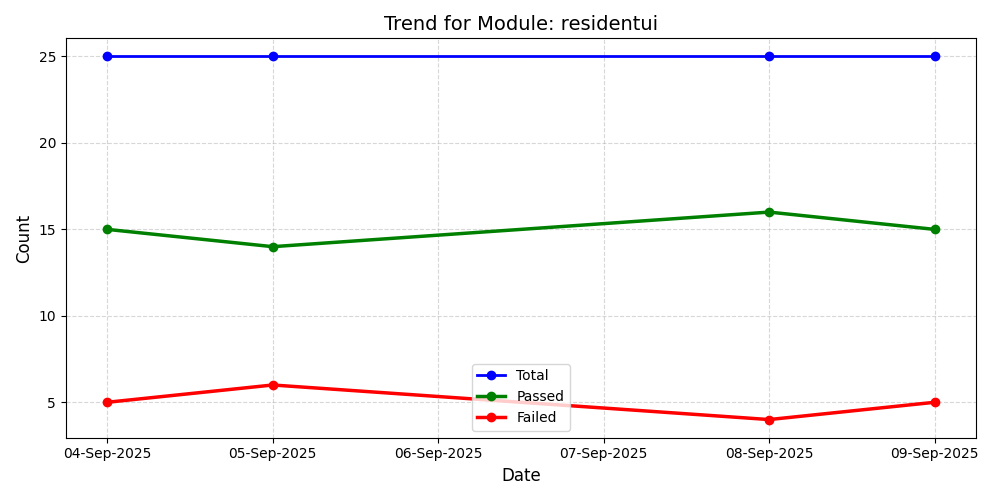 Trend for Module: residentui
25
20
15
10
5
Count
Total
Passed
Failed
04-Sep-2025 05-Sep-2025 06-Sep-2025 07-Sep-2025 08-Sep-2025 09-Sep-2025
Date